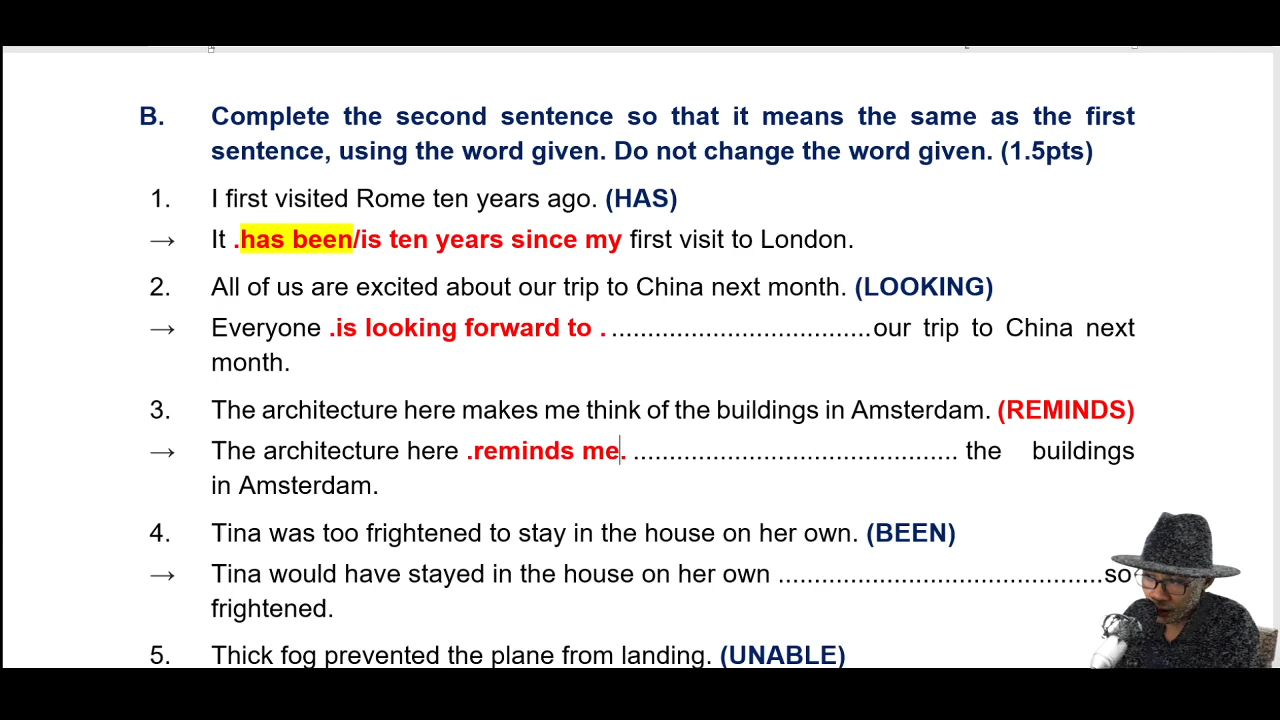 B. Complete the second sentence so that it means the same as the first
sentence, using the word given. Do not change the word given. (1.5pts)
1. I first visited Rome ten years ago. (HAS)
→ It .has been/is ten years since my first visit to London.
2. All of us are excited about our trip to China next month. (LOOKING)
→ Everyone .is looking forward to . ....................................our trip to China next
month.
3. The architecture here makes me think of the buildings in Amsterdam. (REMINDS)
→ The architecture here .reminds me. ............................................. the buildings
in Amsterdam.
4. Tina was too frightened to stay in the house on her own. (BEEN)
→ Tina would have stayed in the house on her own .............................................so
frightened.
5. Thick fog prevented the plane from landing. (UNABLE)